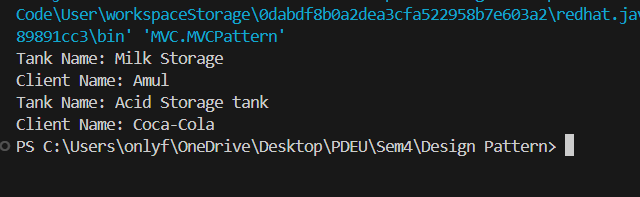 Code\User\workspaceStorage\0dabdf8b0a2dea3cfa522958b7e603a2\redhat.jav
89891cc3\bin' 'MVC.MVCPattern'
Tank Name: Milk Storage
Client Name: Amul
Tank Name: Acid Storage tank
Client Name: Coca-Cola
PS C:\Users\onlyf\OneDrive\Desktop\PDEU\Sem4\Design Pattern>